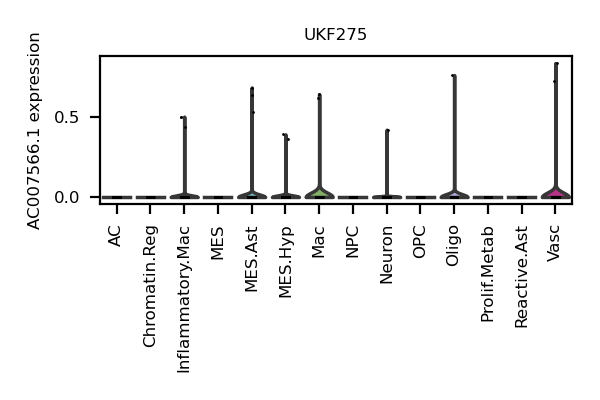 UKF275
AC007566.1 expression
0.5
0.0
AC
Chromatin.Reg
Inflammatory.Mac
MES
MES.Ast
MES.Hyp
Mac
NPC
Neuron
OPC
Oligo
Prolif.Metab
Reactive.Ast
Vasc